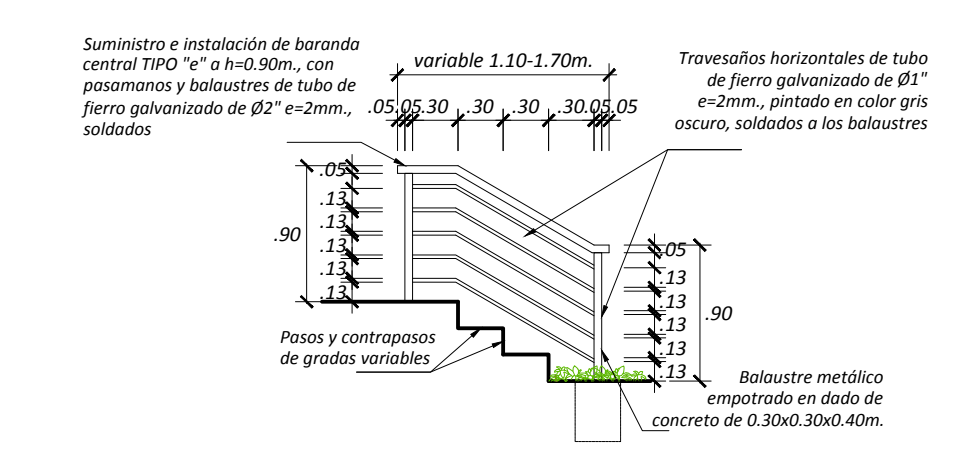 Suministro e instalación de baranda
central TIPO "e" a h=0.90m., con
pasamanos y balaustres de tubo de
fierro galvanizado de Ø2" e=2mm.,
soldados
variable 1.10-1.70m.
.05 .05 .30 .30 .30 .30 .05 .05
Travesaños horizontales de tubo
de fierro galvanizado de Ø1"
e=2mm., pintado en color gris
oscuro, soldados a los balaustres
.05
.13
.13
.13
.13
.13
.90
.05
.13
.13
.13
.13
.13
.90
Pasos y contrapasos
de gradas variables
Balaustre metálico
empotrado en dado de
concreto de 0.30x0.30x0.40m.